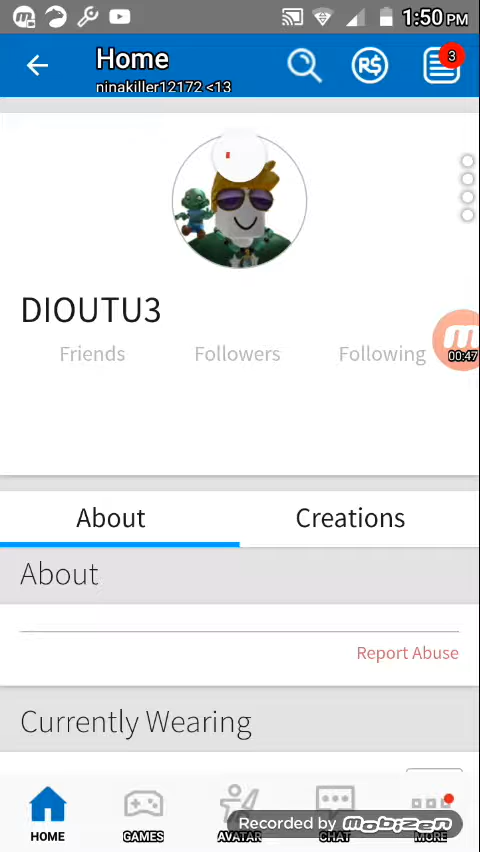 1:50 PM
Home
ninakiller12172 <13
R$
3
DIOUTU3
Friends
Followers
Following
00:47
About
Creations
About
Report Abuse
Currently Wearing
HOME
GAMES
AVATAR
CHAT
MORE
Recorded by mobizen